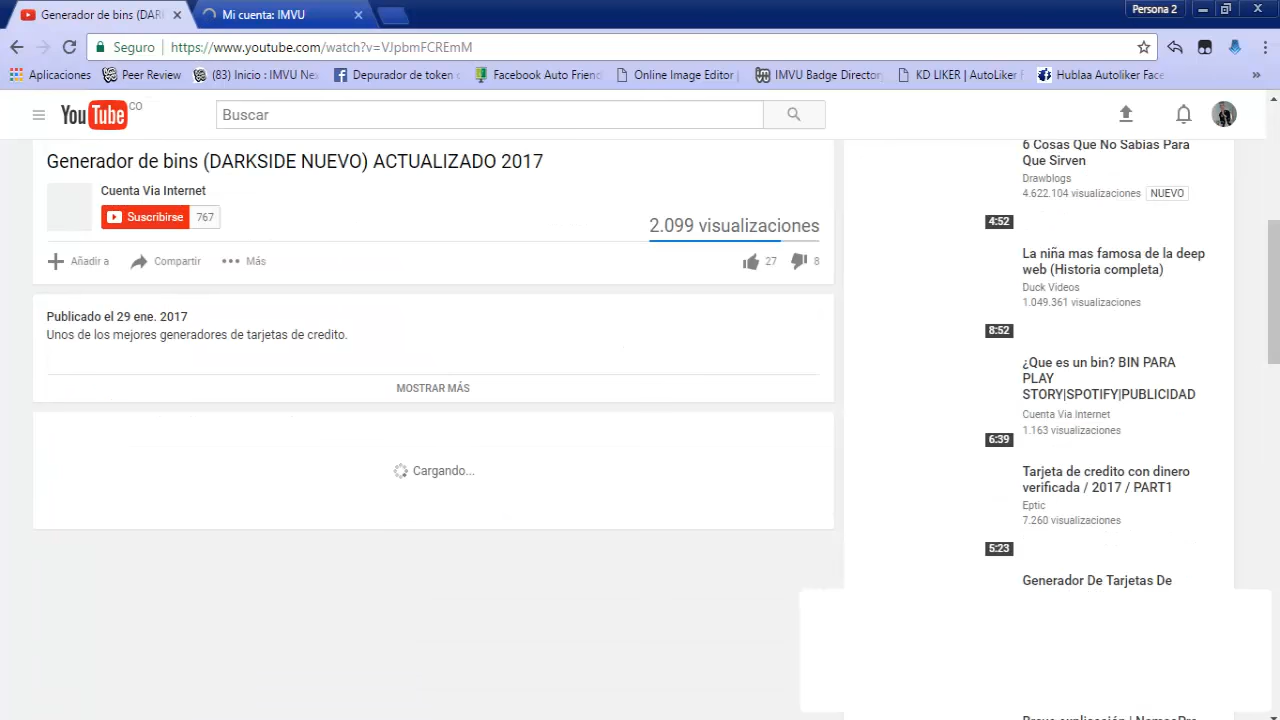 Generador de bins (DARK
Mi cuenta: IMVU
Persona 2
Seguro
https://www.youtube.com/watch?v=VJpbmFCREmM
Aplicaciones
Peer Review
(83) Inicio : IMVU Nex
Depurador de token
Facebook Auto Frien
Online Image Editor
IMVU Badge Directory
KD LIKER | AutoLiker F
Hublaa Autoliker Face
»
YouTube CO
Buscar
Generador de bins (DARKSIDE NUEVO) ACTUALIZADO 2017
Cuenta Via Internet
Suscribirse 767
2.099 visualizaciones
Añadir a
Compartir
Más
27
8
Publicado el 29 ene. 2017
Unos de los mejores generadores de tarjetas de credito.
MOSTRAR MÁS
Cargando...
6 Cosas Que No Sabias Para
Que Sirven
Drawblogs
4.622.104 visualizaciones NUEVO
4:52
La niña mas famosa de la deep
web (Historia completa)
Duck Videos
1.049.361 visualizaciones
8:52
¿Que es un bin? BIN PARA
PLAY
STORY|SPOTIFY|PUBLICIDAD
Cuenta Via Internet
1.163 visualizaciones
6:39
Tarjeta de credito con dinero
verificada / 2017 / PART1
Eptic
7.260 visualizaciones
5:23
Generador De Tarjetas De